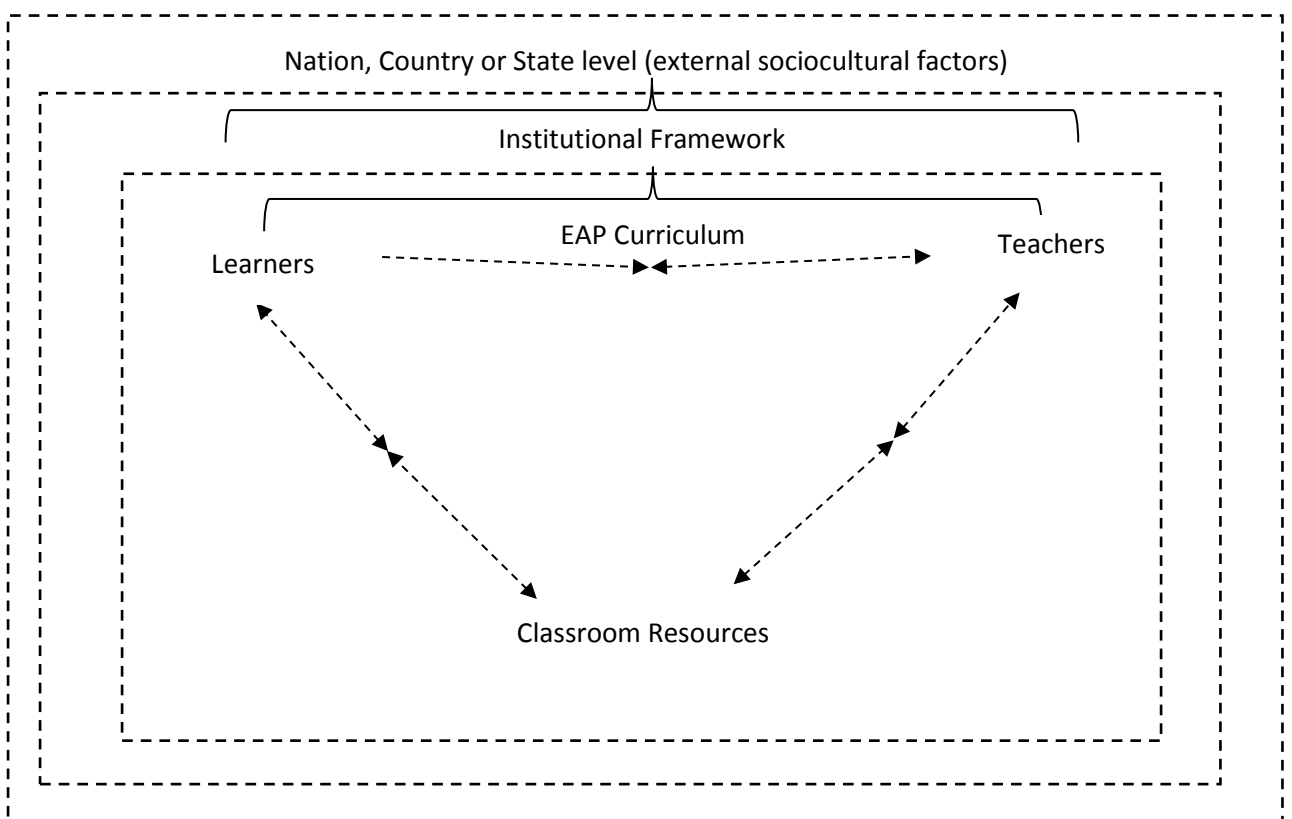 Nation, Country or State level (external sociocultural factors)
Institutional Framework
EAP Curriculum
Learners
Teachers
Classroom Resources